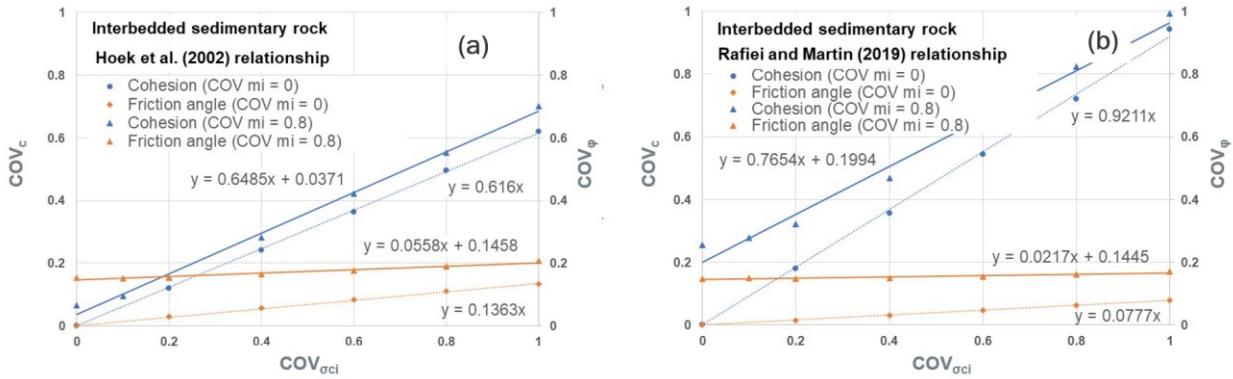 Interbedded sedimentary rock
(a)
Hoek et al. (2002) relationship
Cohesion (COV mi = 0)
Friction angle (COV mi = 0)
Cohesion (COV mi = 0.8)
Friction angle (COV mi = 0.8)
y = 0.6485x + 0.0371
y = 0.616x
y = 0.0558x + 0.1458
y = 0.1363x
1
0.8
0.6
0.4
0.2
0
1
0.8
0.6
0.4
0.2
0
0
0.2
0.4
0.6
0.8
1
COVc
COVφ
COVσci
Interbedded sedimentary rock
(b)
Rafiei and Martin (2019) relationship
Cohesion (COV mi = 0)
Friction angle (COV mi = 0)
Cohesion (COV mi = 0.8)
Friction angle (COV mi = 0.8)
y = 0.9211x
y = 0.7654x + 0.1994
y = 0.0217x + 0.1445
y = 0.0777x
1
0.8
0.6
0.4
0.2
0
1
0.8
0.6
0.4
0.2
0
0
0.2
0.4
0.6
0.8
1
COVc
COVφ
COVσci